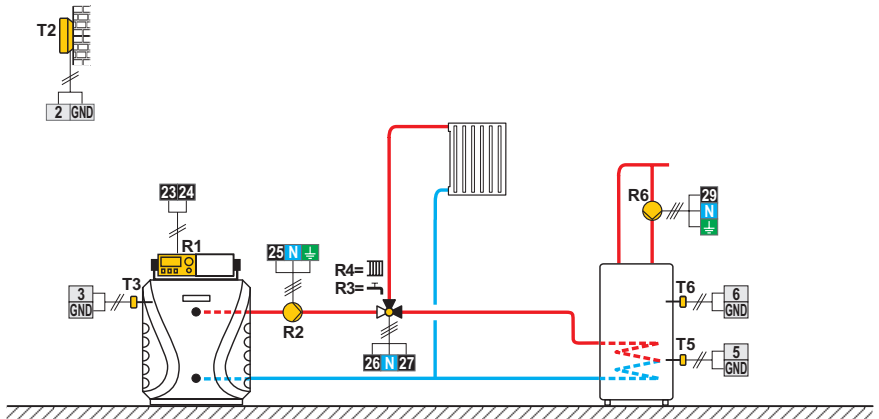 T2
2 GND
23 24
R1
T3
3
GND
25 N
R2
R4=
R3=
26 N 27
R6
29
N
T6
6
GND
T5
5
GND